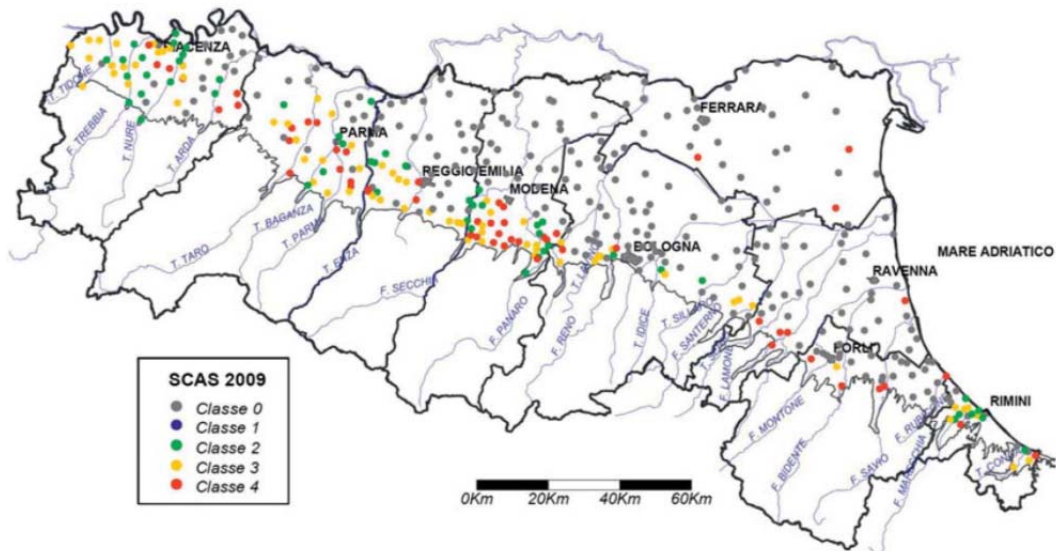 ACENZA
T. TIDONE
F. TREBBIA
T. NURE
T. ARDA
PARMA
FERRARA
REGGIO EMILIA
MODENA
T. BAGANZA
T. PARMA
T. TARO
T. ENZA
F. SECCHIA
BOLOGNA
MARE ADRIATICO
RAVENNA
F. PANARO
F. RENO
T. IDICE
T. SILLARO
F. SANTERNO
F. LAMONE
FORLI'
F. MONTONE
F. BIDENTE
F. SAVIO
RIMINI
F. MARECCHIA
T. CON
SCAS 2009
Classe 0
Classe 1
Classe 2
Classe 3
Classe 4
0Km 20Km 40Km 60Km